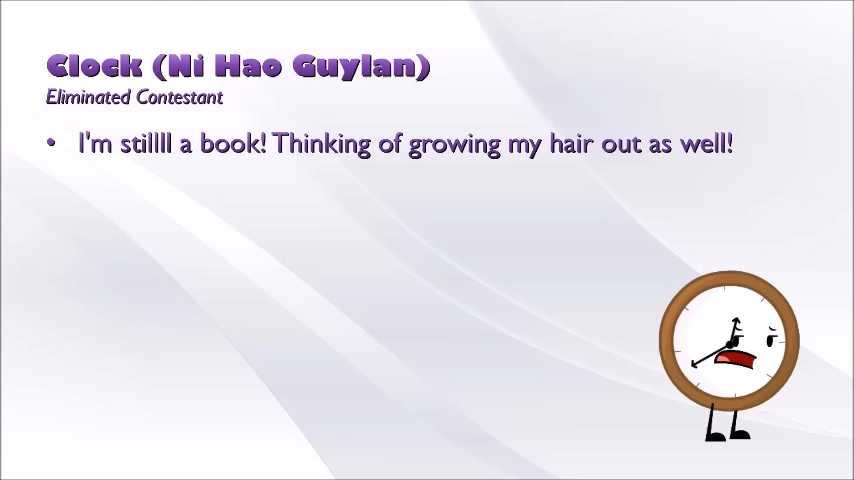 Clock (Ni Hao Guylan)
Eliminated Contestant
• I'm stillll a book! Thinking of growing my hair out as well!